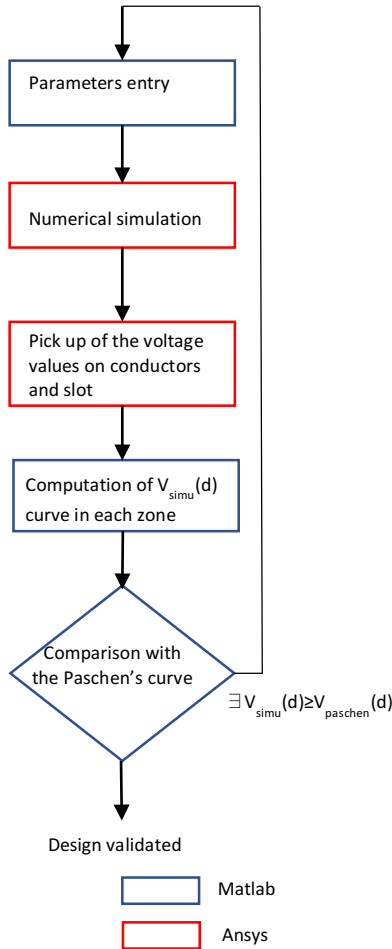 Parameters entry
Numerical simulation
Pick up of the voltage
values on conductors
and slot
Computation of Vsimu(d)
curve in each zone
Comparison with
the Paschen’s curve
∃ Vsimu(d)≥Vpaschen(d)
Design validated
Matlab
Ansys